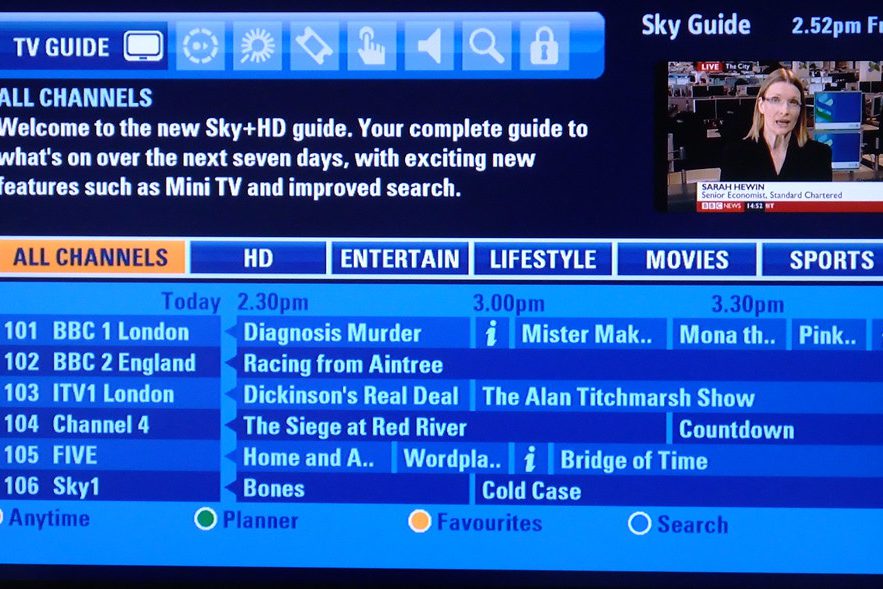 TV GUIDE
Sky Guide 2.52pm Fr
ALL CHANNELS
Welcome to the new Sky+HD guide. Your complete guide to
what's on over the next seven days, with exciting new
features such as Mini TV and improved search.
LIVE The City
SARAH HEWIN
Senior Economist, Standard Chartered
BBC NEWS 14:52
ALL CHANNELS HD ENTERTAIN LIFESTYLE MOVIES SPORTS
Today 2.30pm 3.00pm 3.30pm
101 BBC 1 London Diagnosis Murder i Mister Mak.. Mona th.. Pink..
102 BBC 2 England Racing from Aintree
103 ITV1 London Dickinson's Real Deal The Alan Titchmarsh Show
104 Channel 4 The Siege at Red River Countdown
105 FIVE Home and A.. Wordpla.. i Bridge of Time
106 Sky1 Bones Cold Case
Anytime Planner Favourites Search